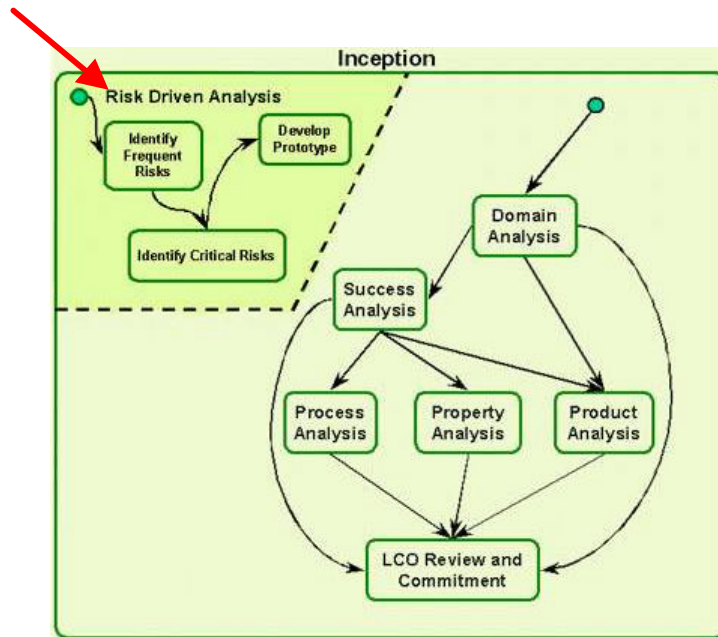 Inception
Risk Driven Analysis
Identify
Frequent
Risks
Develop
Prototype
Identify Critical Risks
Domain
Analysis
Success
Analysis
Process
Analysis
Property
Analysis
Product
Analysis
LCO Review and
Commitment